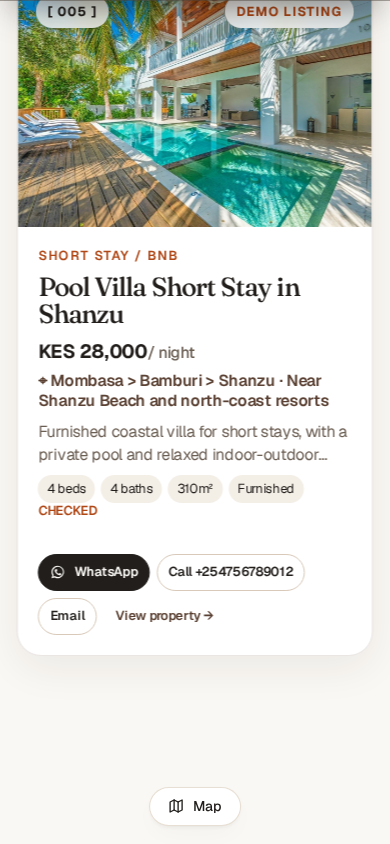 [ 005 ]
DEMO LISTING
SHORT STAY / BNB
Pool Villa Short Stay in
Shanzu
KES 28,000/ night
⌖ Mombasa > Bamburi > Shanzu · Near
Shanzu Beach and north-coast resorts
Furnished coastal villa for short stays, with a
private pool and relaxed indoor-outdoor...
4 beds
4 baths
310m²
Furnished
CHECKED
WhatsApp
Call +254756789012
Email
View property →
Map